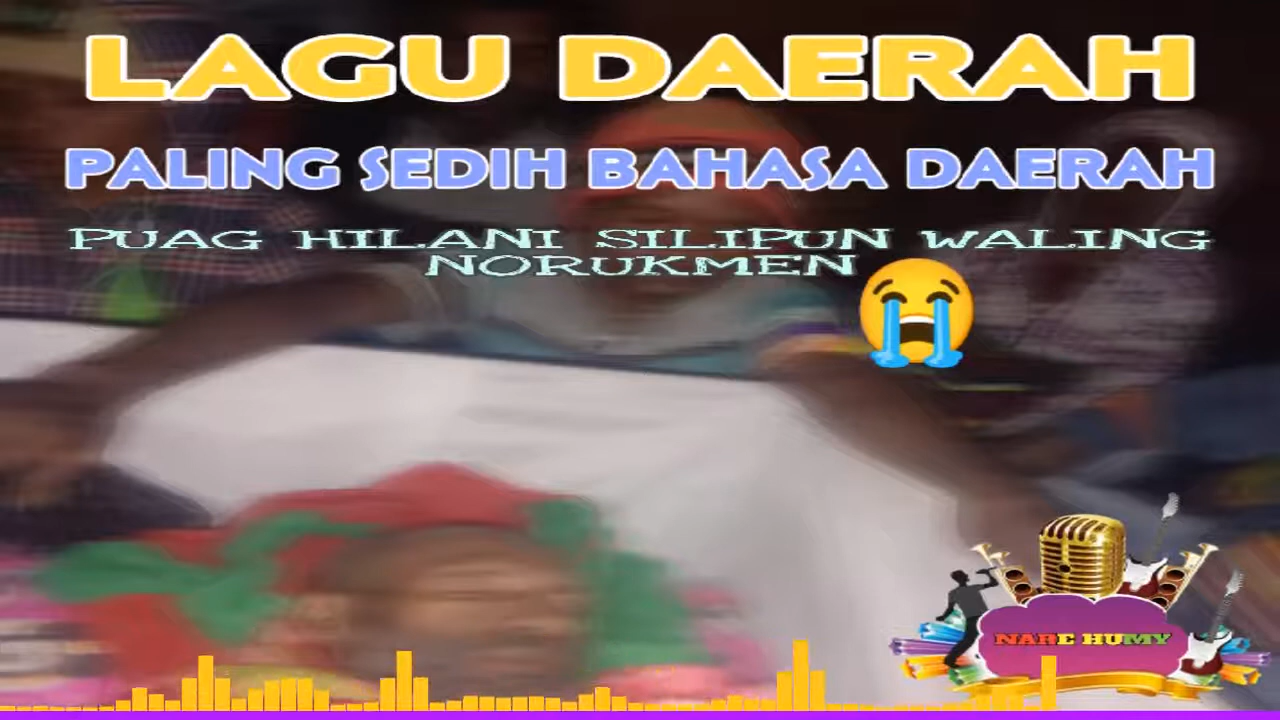 LAGU DAERAH
PALING SEDIH BAHASA DAERAH
PUAG HILANI SILIPUN WALING
NORUKMEN
NARE HUMY